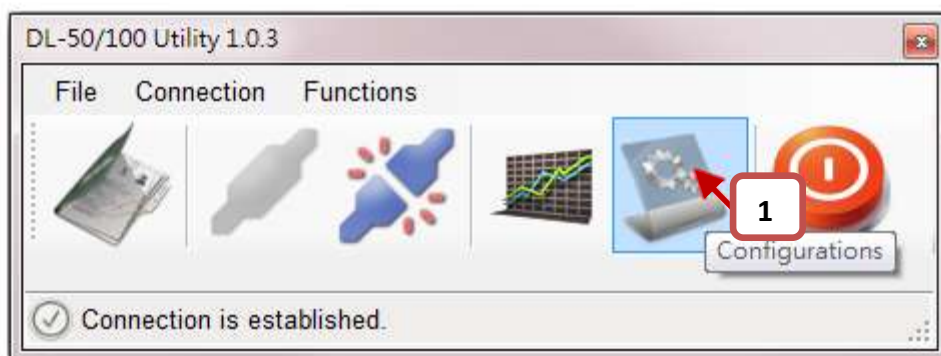 DL-50/100 Utility 1.0.3
File Connection Functions
1
Configurations
Connection is established.